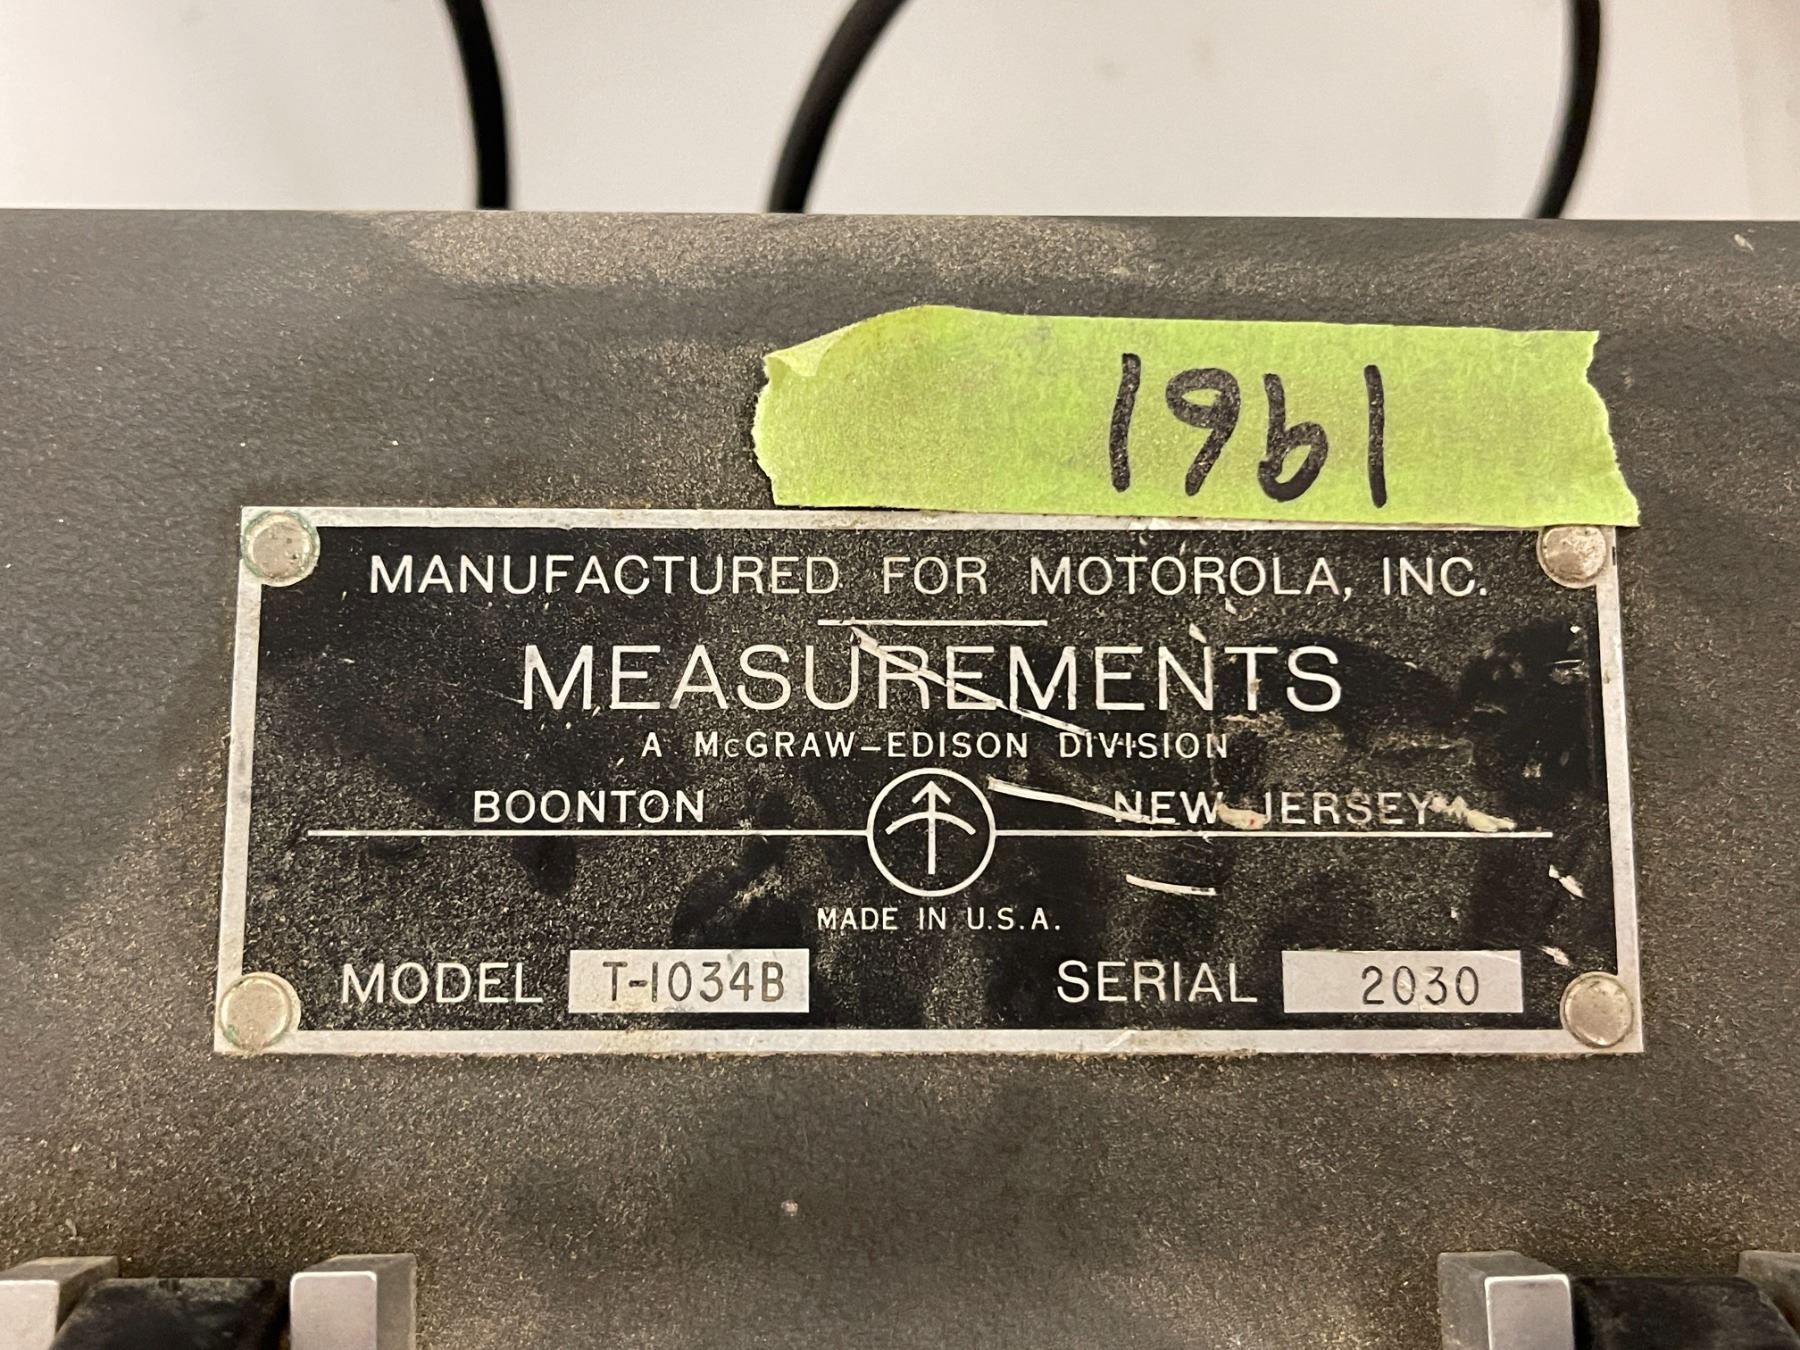 1961
MANUFACTURED FOR MOTOROLA, INC.
MEASUREMENTS
A McGRAW-EDISON DIVISION
BOONTON NEW JERSEY
MADE IN U.S.A.
MODEL T-1034B SERIAL 2030